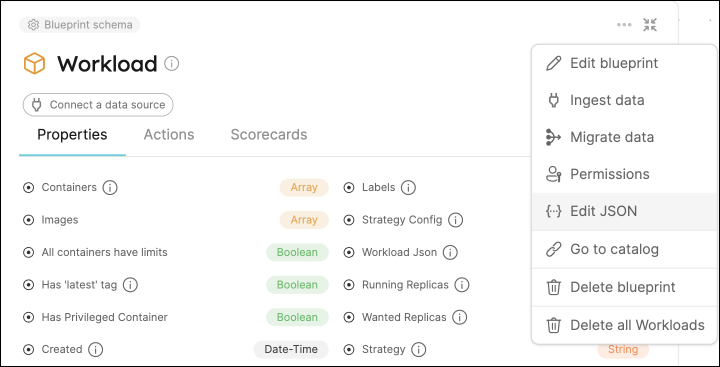 Blueprint schema
Workload
Connect a data source
Properties Actions Scorecards
Containers Array Labels
Images Array Strategy Config
All containers have limits Boolean Workload Json
Has 'latest' tag Boolean Running Replicas
Has Privileged Container Boolean Wanted Replicas
Created Date-Time Strategy String
Edit blueprint
Ingest data
Migrate data
Permissions
Edit JSON
Go to catalog
Delete blueprint
Delete all Workloads